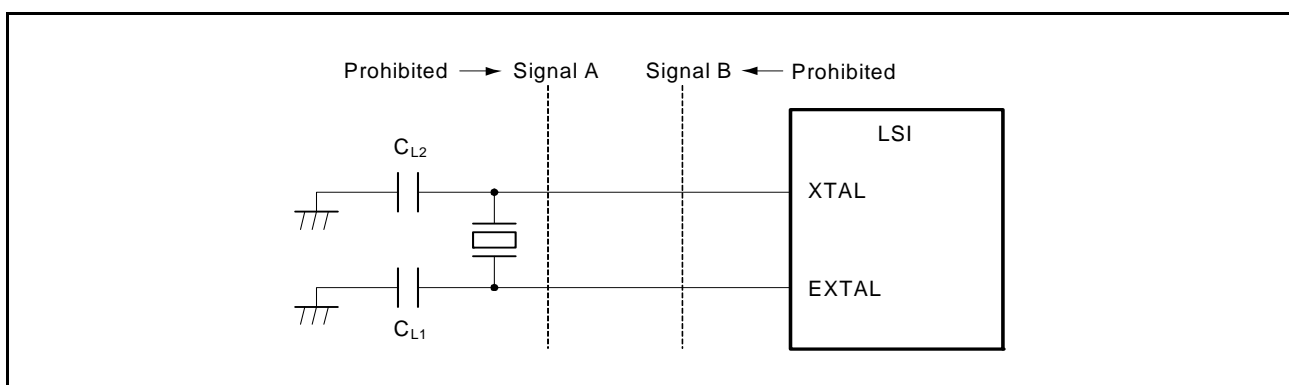 Prohibited Signal A Signal B Prohibited
LSI
CL2
XTAL
EXTAL
CL1